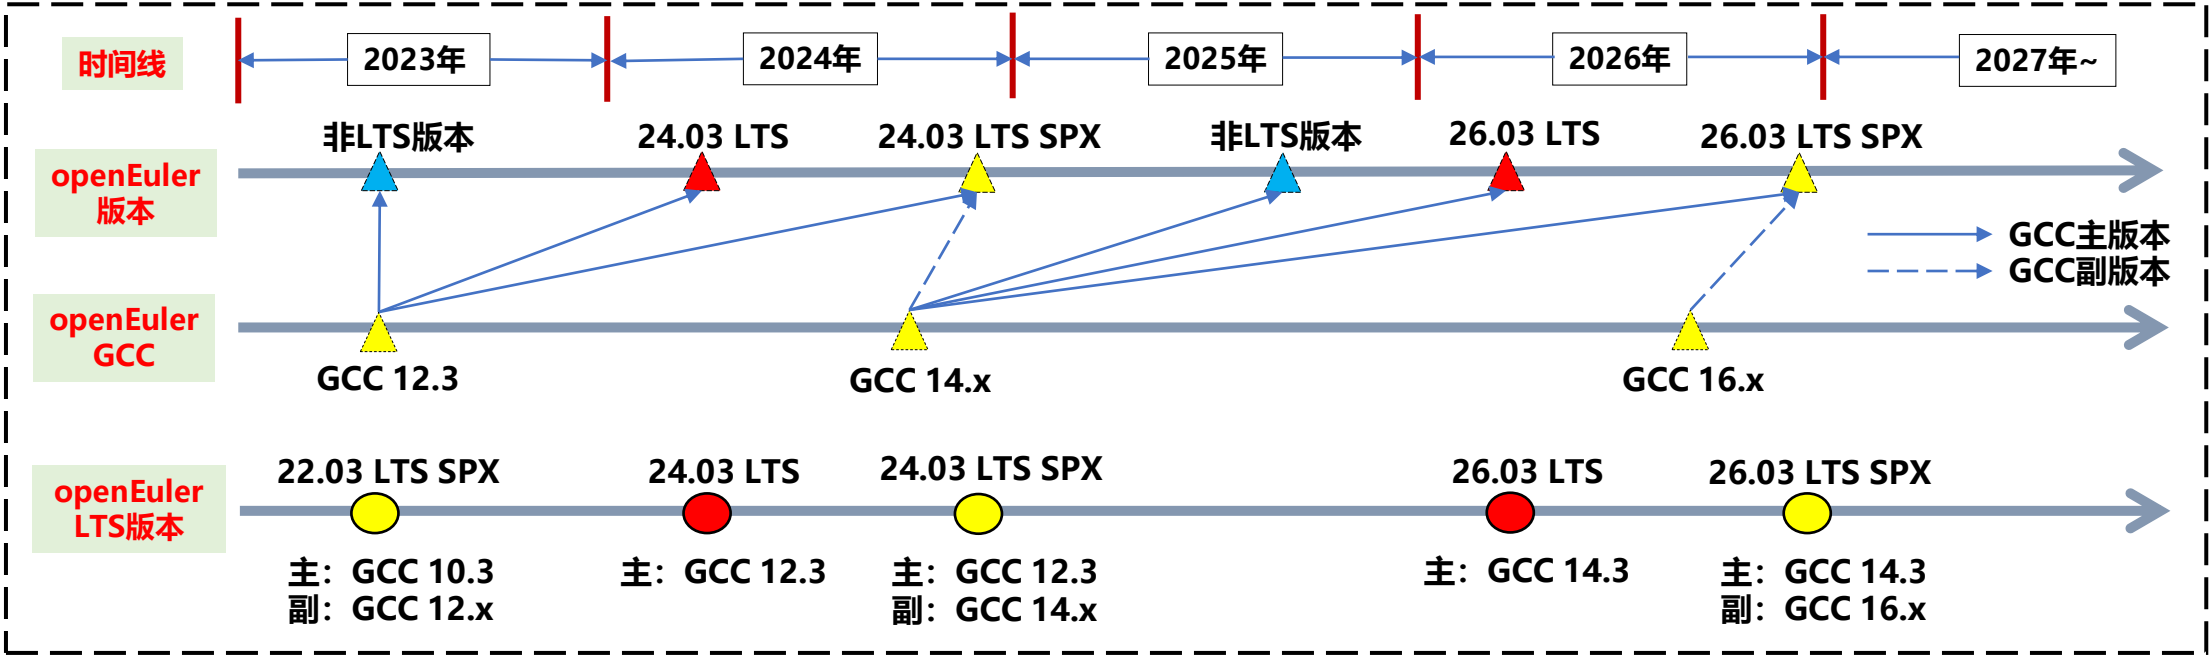 时间线
2023年
2024年
2025年
2026年
2027年~
非LTS版本
24.03 LTS
24.03 LTS SPX
非LTS版本
26.03 LTS
26.03 LTS SPX
openEuler
版本
GCC主版本
GCC副版本
openEuler
GCC
GCC 12.3
GCC 14.x
GCC 16.x
22.03 LTS SPX
24.03 LTS
24.03 LTS SPX
26.03 LTS
26.03 LTS SPX
openEuler
LTS版本
主：GCC 10.3
副：GCC 12.x
主：GCC 12.3
主：GCC 12.3
副：GCC 14.x
主：GCC 14.3
主：GCC 14.3
副：GCC 16.x